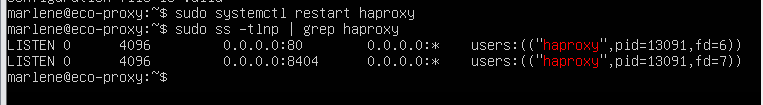 marlene@eco-proxy:~$ sudo systemctl restart haproxy
marlene@eco-proxy:~$ sudo ss -tlnp | grep haproxy
LISTEN 0      4096         0.0.0.0:80        0.0.0.0:*    users:(("haproxy",pid=13091,fd=6))
LISTEN 0      4096         0.0.0.0:8404      0.0.0.0:*    users:(("haproxy",pid=13091,fd=7))
marlene@eco-proxy:~$